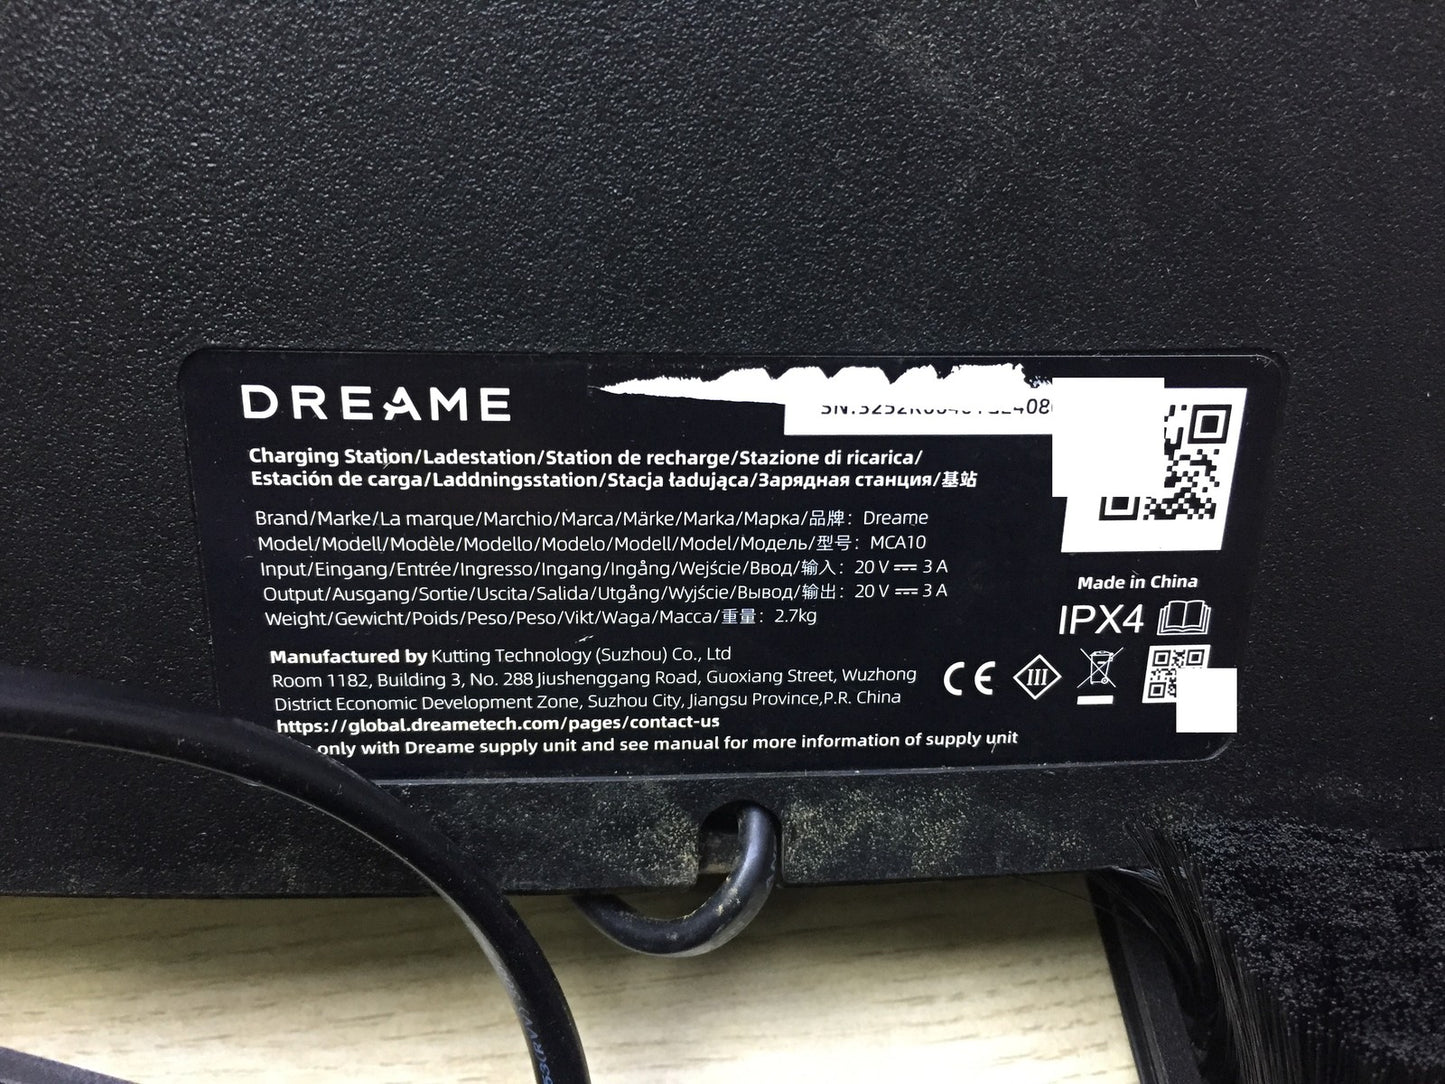 DREAME
Charging Station/Ladestation/Station de recharge/Stazione di ricarica/
Estación de carga/Laddningsstation/Stacja ładująca/Зарядная станция/基站
Brand/Marke/La marque/Marchio/Marca/Märke/Marka/Марка/品牌：Dreame
Model/Modell/Modèle/Modello/Modelo/Modell/Model/Модель/型号：MCA10
Input/Eingang/Entrée/Ingresso/Ingang/Ingång/Wejście/Ввод/输入：20 V ⎓ 3 A
Output/Ausgang/Sortie/Uscita/Salida/Utgång/Wyjście/Вывод/输出：20 V ⎓ 3 A
Weight/Gewicht/Poids/Peso/Peso/Vikt/Waga/Масса/重量：2.7kg
Manufactured by Kutting Technology (Suzhou) Co., Ltd
Room 1182, Building 3, No. 288 Jiushenggang Road, Guoxiang Street, Wuzhong
District Economic Development Zone, Suzhou City, Jiangsu Province,P.R. China
https://global.dreametech.com/pages/contact-us
only with Dreame supply unit and see manual for more information of supply unit
Made in China
IPX4
CE
III